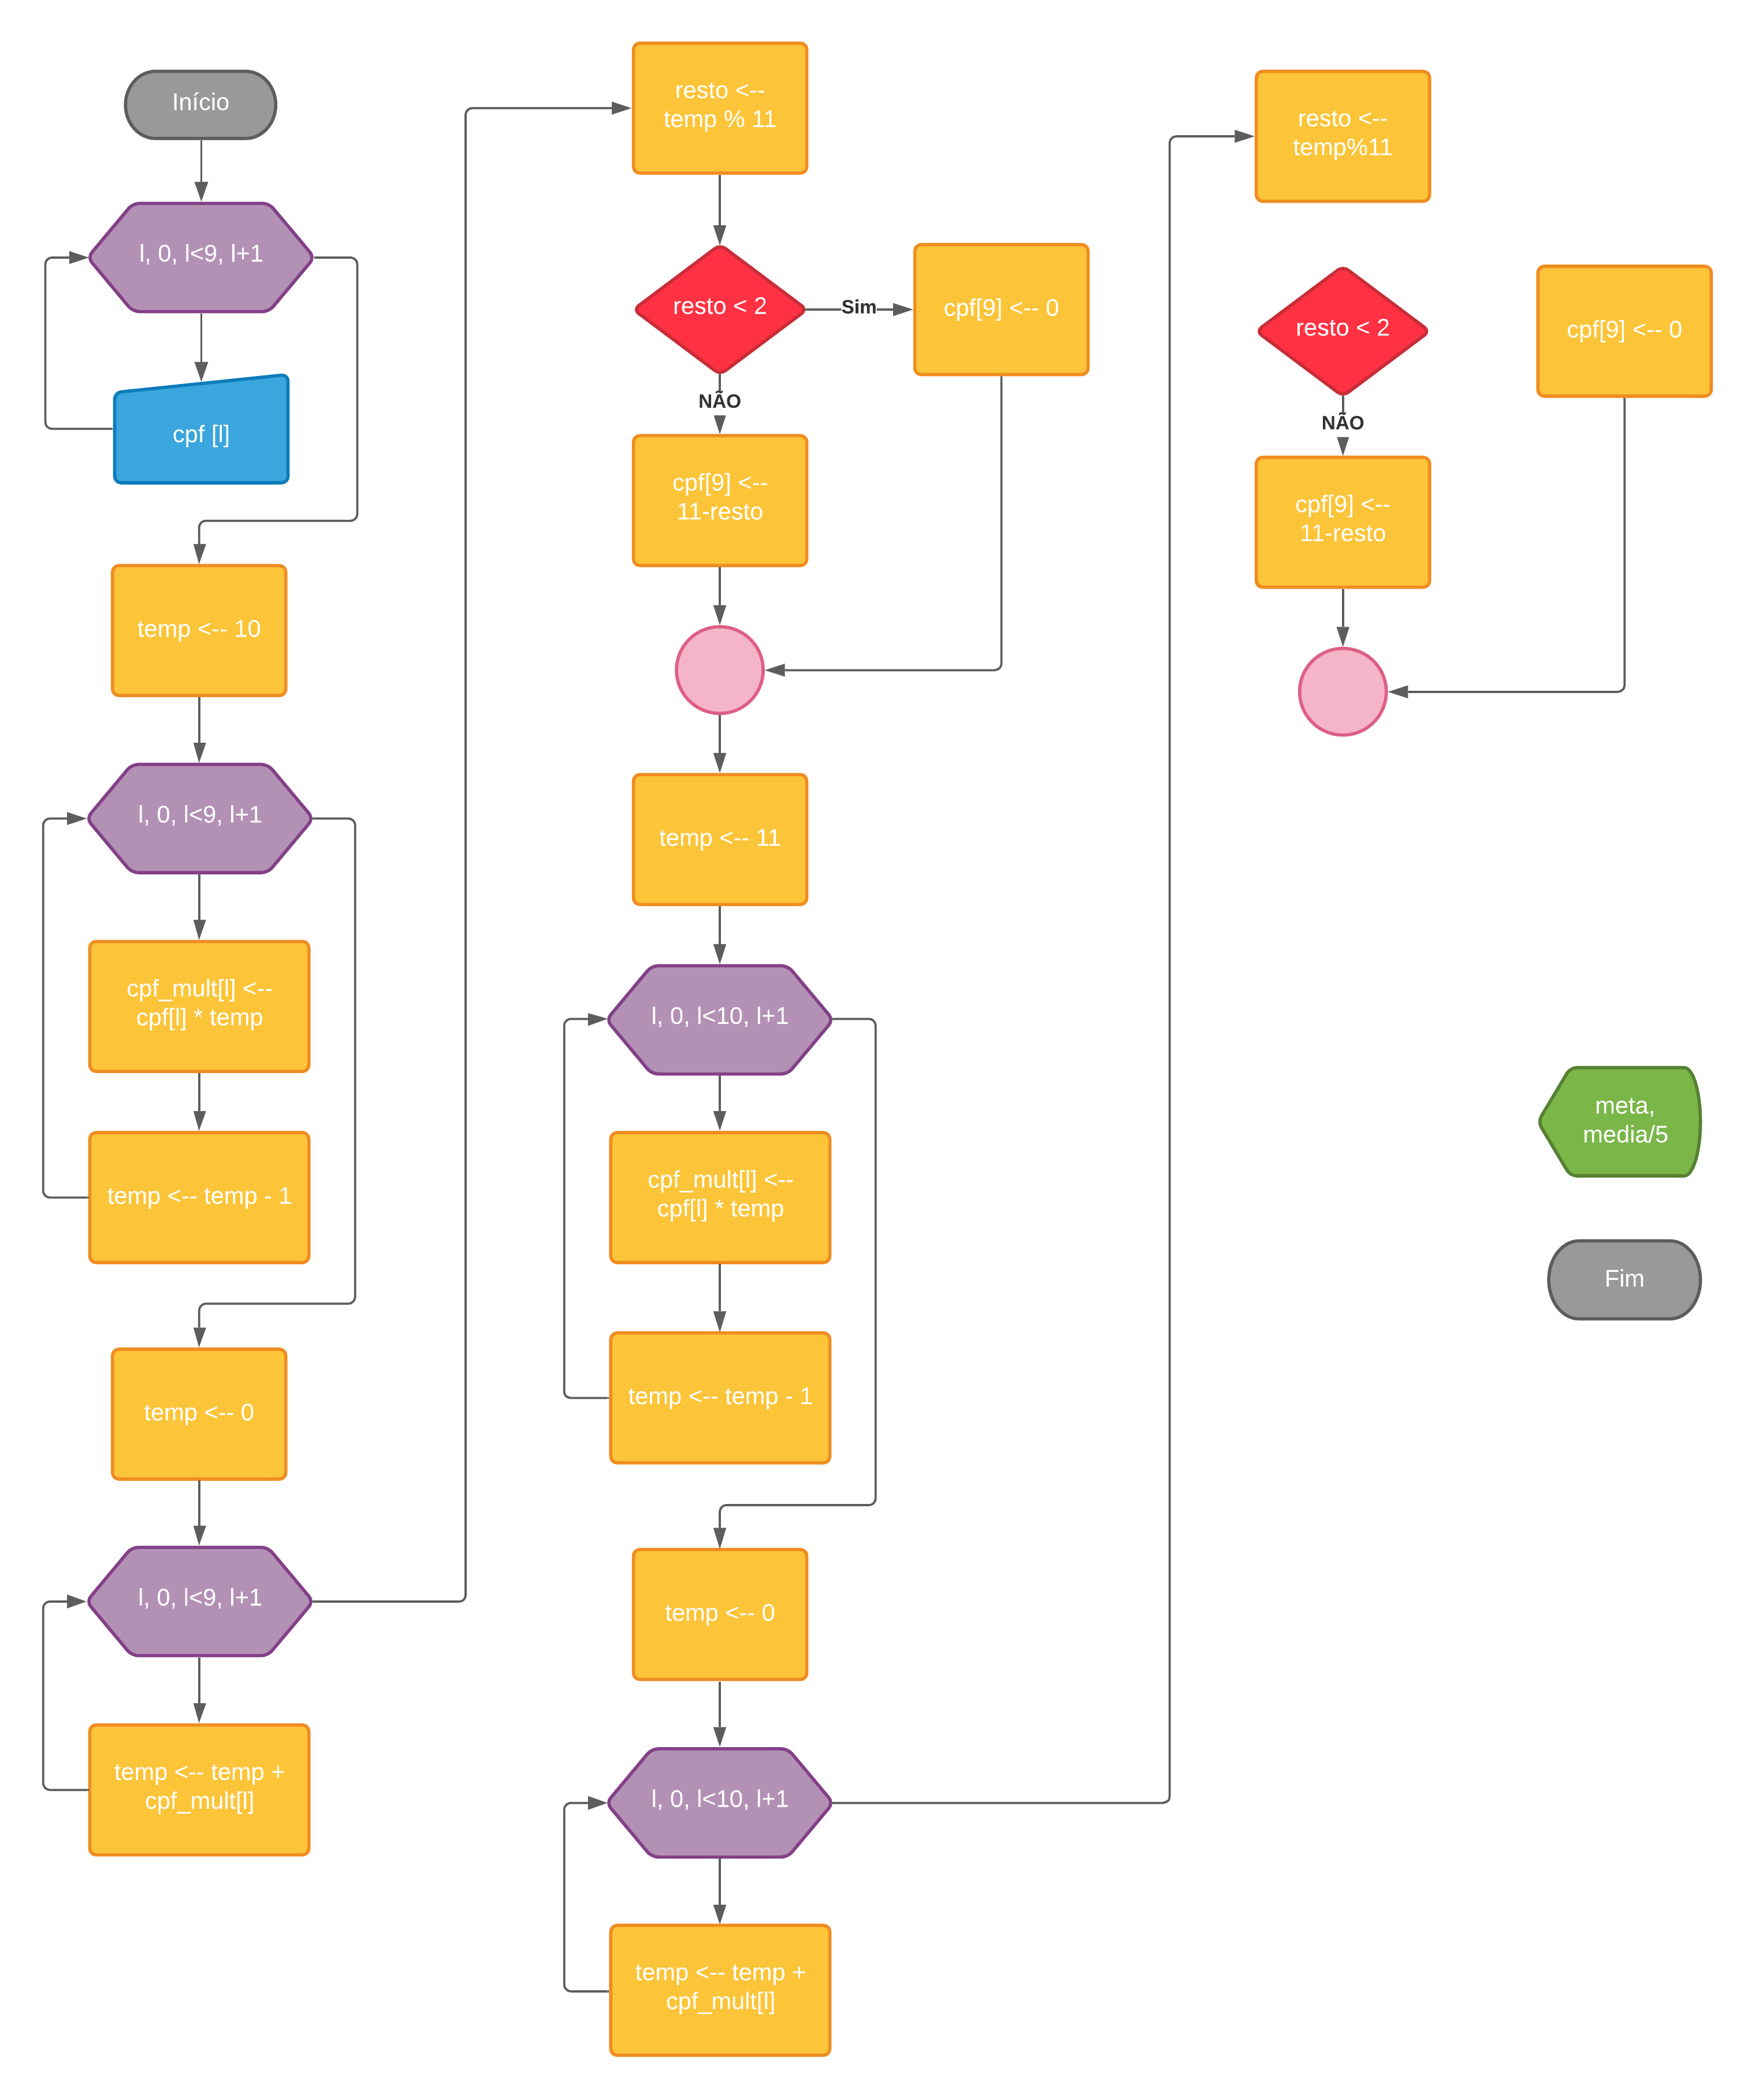 Início
l, 0, l<9, l+1
cpf [l]
temp <-- 10
l, 0, l<9, l+1
cpf_mult[l] <--
cpf[l] * temp
temp <-- temp - 1
temp <-- 0
l, 0, l<9, l+1
temp <-- temp +
cpf_mult[l]
resto <--
temp % 11
resto < 2
Sim
cpf[9] <-- 0
NÃO
cpf[9] <--
11-resto
temp <-- 11
l, 0, l<10, l+1
cpf_mult[l] <--
cpf[l] * temp
temp <-- temp - 1
temp <-- 0
l, 0, l<10, l+1
temp <-- temp +
cpf_mult[l]
resto <--
temp%11
resto < 2
cpf[9] <-- 0
NÃO
cpf[9] <--
11-resto
meta,
media/5
Fim